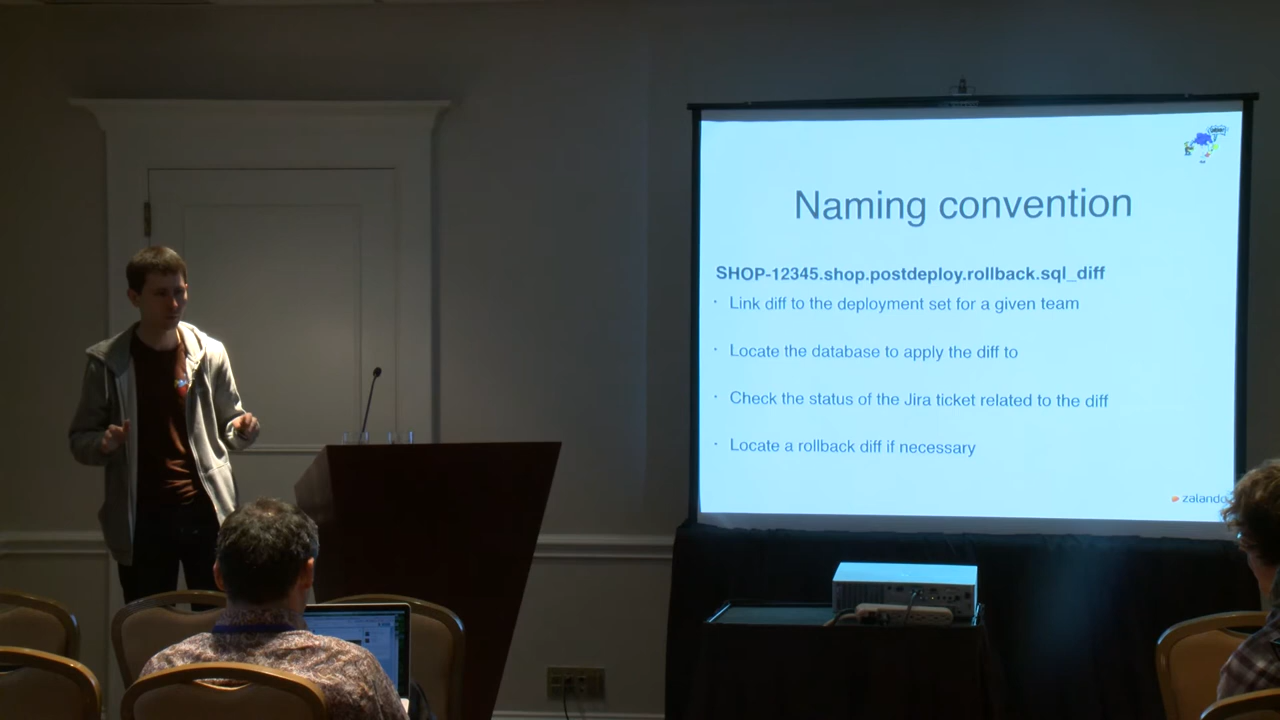 Naming convention
SHOP-12345.shop.postdeploy.rollback.sql_diff
· Link diff to the deployment set for a given team
· Locate the database to apply the diff to
· Check the status of the Jira ticket related to the diff
· Locate a rollback diff if necessary
zalando